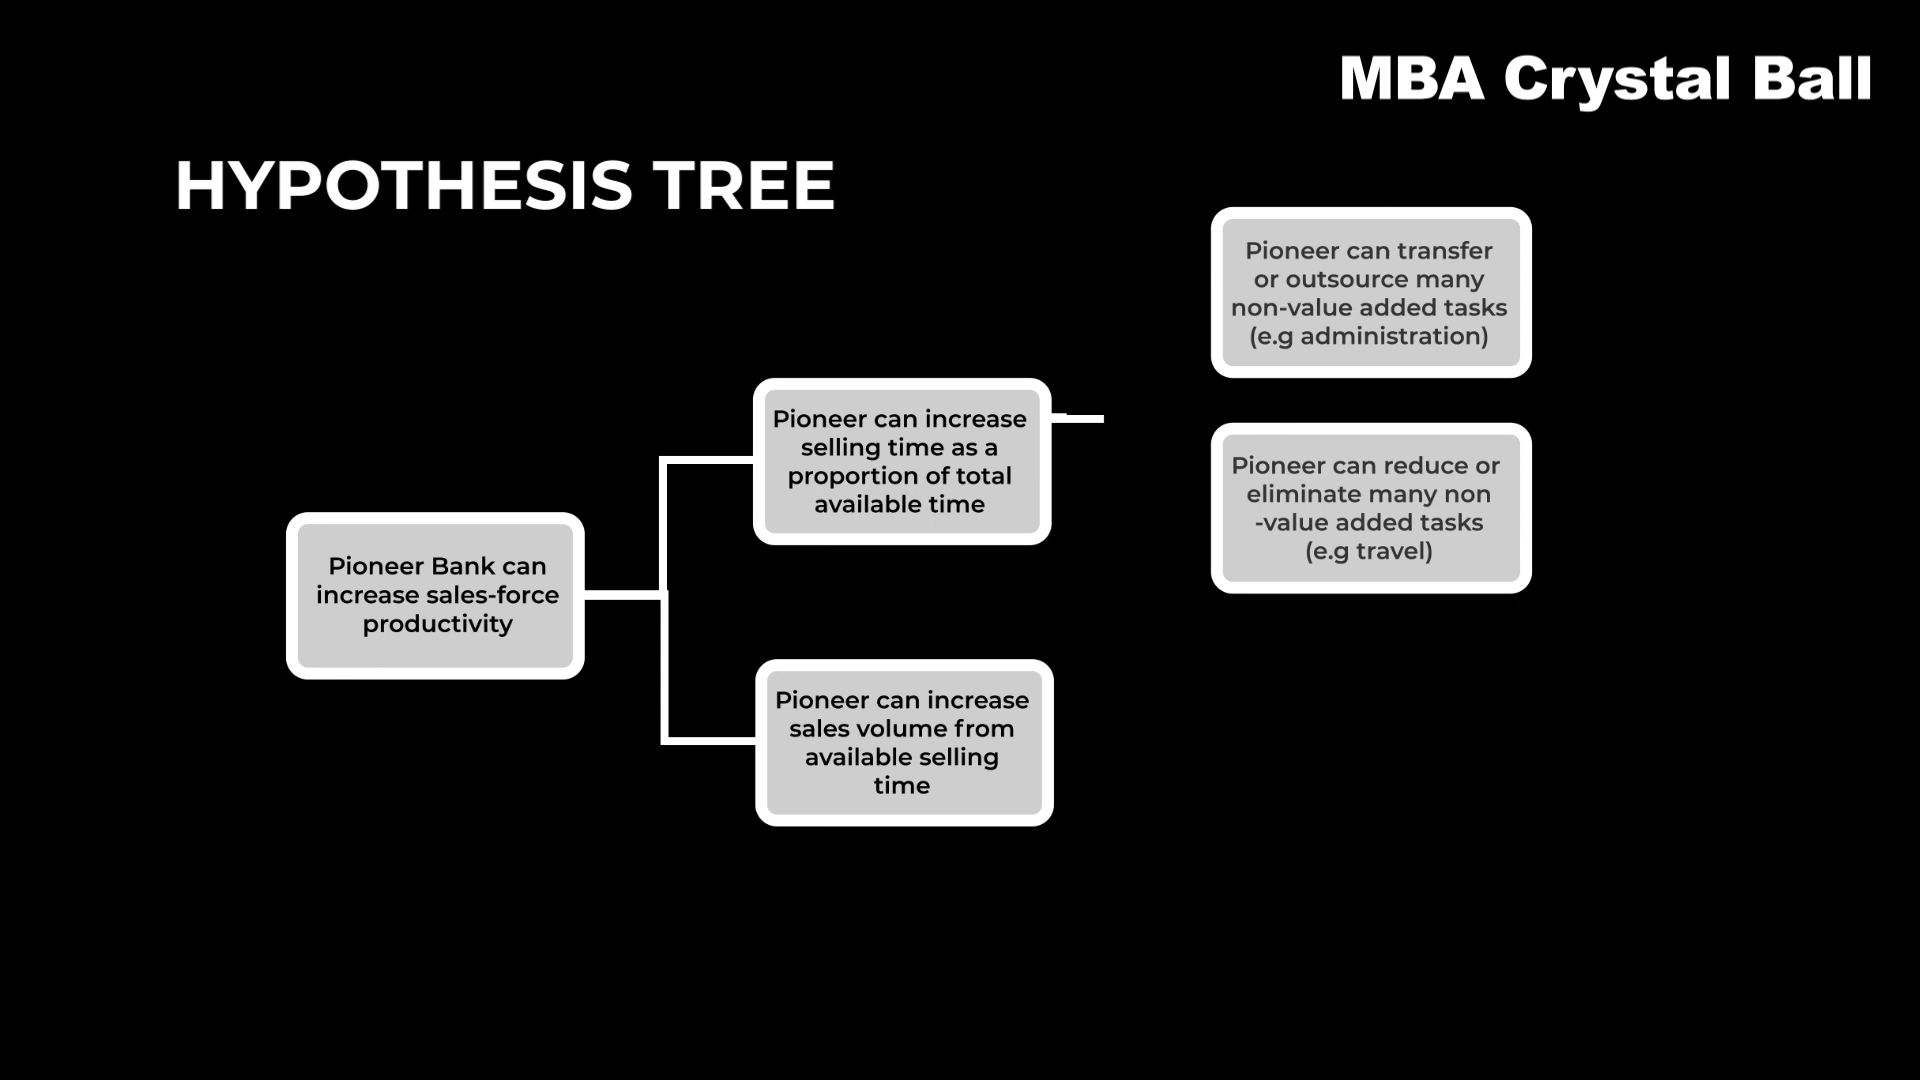 MBA Crystal Ball
HYPOTHESIS TREE
Pioneer Bank can
increase sales-force
productivity
Pioneer can increase
selling time as a
proportion of total
available time
Pioneer can increase
sales volume from
available selling
time
Pioneer can transfer
or outsource many
non-value added tasks
(e.g administration)
Pioneer can reduce or
eliminate many non
-value added tasks
(e.g travel)